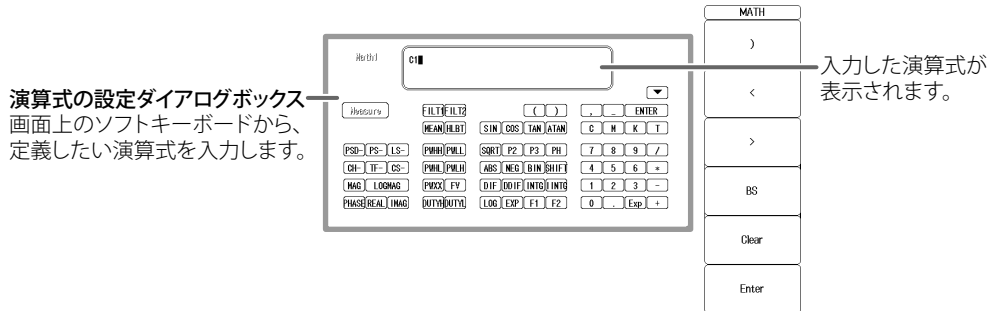 MATH
)
<
>
BS
Clear
Enter
Math1
C1
入力した演算式が
表示されます。
演算式の設定ダイアログボックス
画面上のソフトキーボードから、
定義したい演算式を入力します。
Measure FILT1 FILT2 ( ) , _ ENTER
MEAN HLBT SIN COS TAN ATAN C M K T
PSD- PS- LS- PWHH PWLL SQRT P2 P3 PH 7 8 9 /
CH- TF- CS- PWHL PWLH ABS NEG BIN SHIFT 4 5 6 *
MAG LOGMAG PWXX FV DIF DDIF INTG IINTG 1 2 3 -
PHASE REAL IMAG DUTYH DUTYL LOG EXP F1 F2 0 . Exp +